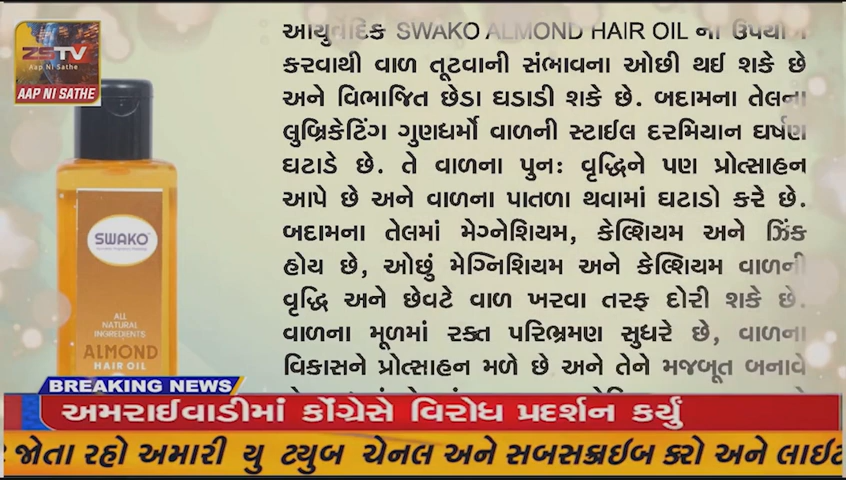 ZSTV
Aap Ni Sathe
AAP NI SATHE
આયુર્વેદિક SWAKO ALMOND HAIR OIL ના ઉપયોગ
કરવાથી વાળ તૂટવાની સંભાવના ઓછી થઈ શકે છે
અને વિભાજિત છેડા ઘડાડી શકે છે. બદામના તેલના
લુબ્રિકેટિંગ ગુણધર્મો વાળની સ્ટાઈલ દરમિયાન ઘર્ષણ
ઘટાડે છે. તે વાળના પુનઃ વૃદ્ધિને પણ પ્રોત્સાહન
આપે છે અને વાળના પાતળા થવામાં ઘટાડો કરે છે.
બદામના તેલમાં મેગ્નેશિયમ, કેલ્શિયમ અને ઝિંક
હોય છે, ઓછું મેગ્નિશિયમ અને કેલ્શિયમ વાળની
વૃદ્ધિ અને છેવટે વાળ ખરવા તરફ દોરી શકે છે.
વાળના મૂળમાં રક્ત પરિભ્રમણ સુધરે છે, વાળના
વિકાસને પ્રોત્સાહન મળે છે અને તેને મજબૂત બનાવે
SWAKO
ALL
NATURAL
INGREDIENTS
ALMOND
HAIR OIL
BREAKING NEWS
અમરાઈવાડીમાં કોંગ્રેસે વિરોધ પ્રદર્શન કર્યું
જોતા રહો અમારી યુ ટ્યુબ ચેનલ અને સબસક્રાઇબ કરો અને લાઈટ